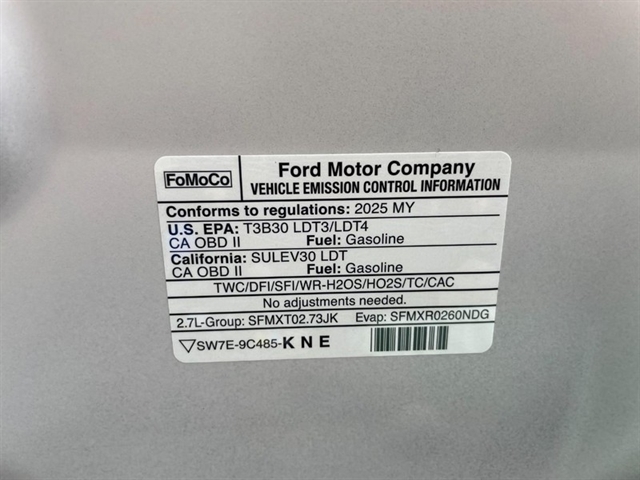 FoMoCo
Ford Motor Company
VEHICLE EMISSION CONTROL INFORMATION
Conforms to regulations: 2025 MY
U.S. EPA: T3B30 LDT3/LDT4
CA OBD II Fuel: Gasoline
California: SULEV30 LDT
CA OBD II Fuel: Gasoline
TWC/DFI/SFI/WR-H2OS/HO2S/TC/CAC
No adjustments needed.
2.7L-Group: SFMXT02.73JK Evap: SFMXR0260NDG
SW7E-9C485-KNE